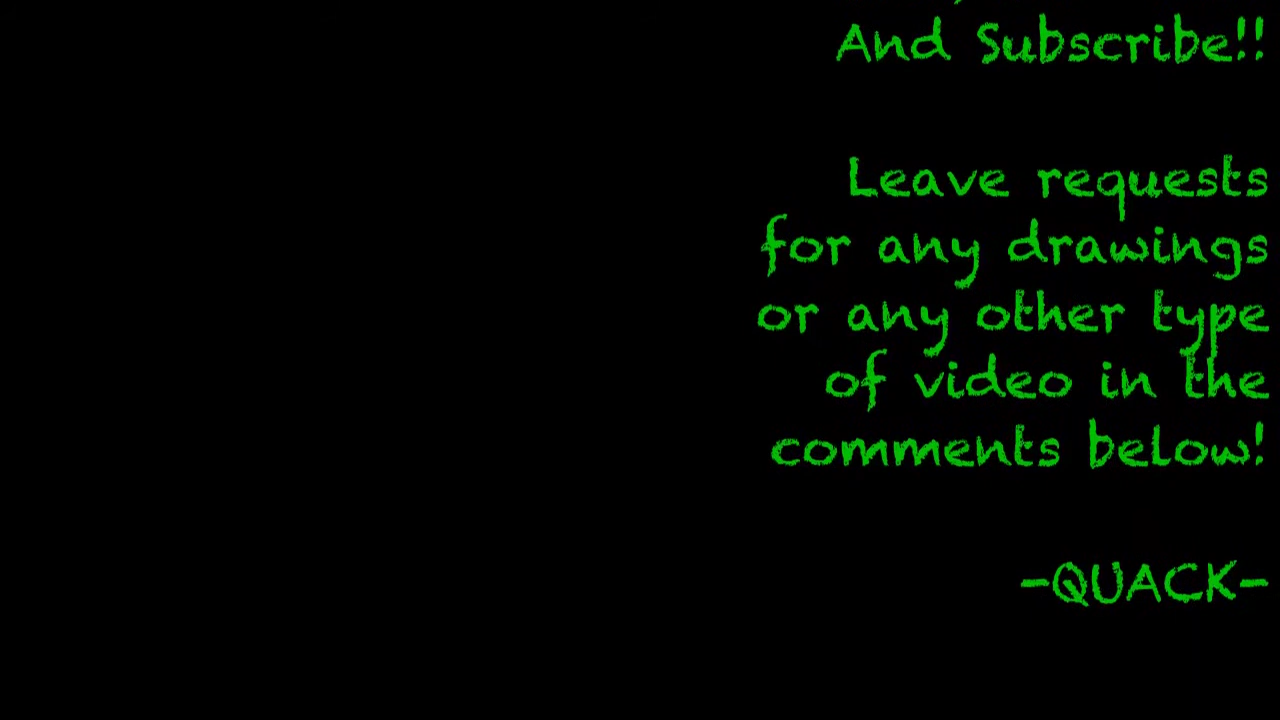 And Subscribe!!
Leave requests
for any drawings
or any other type
of video in the
comments below!
-QUACK-